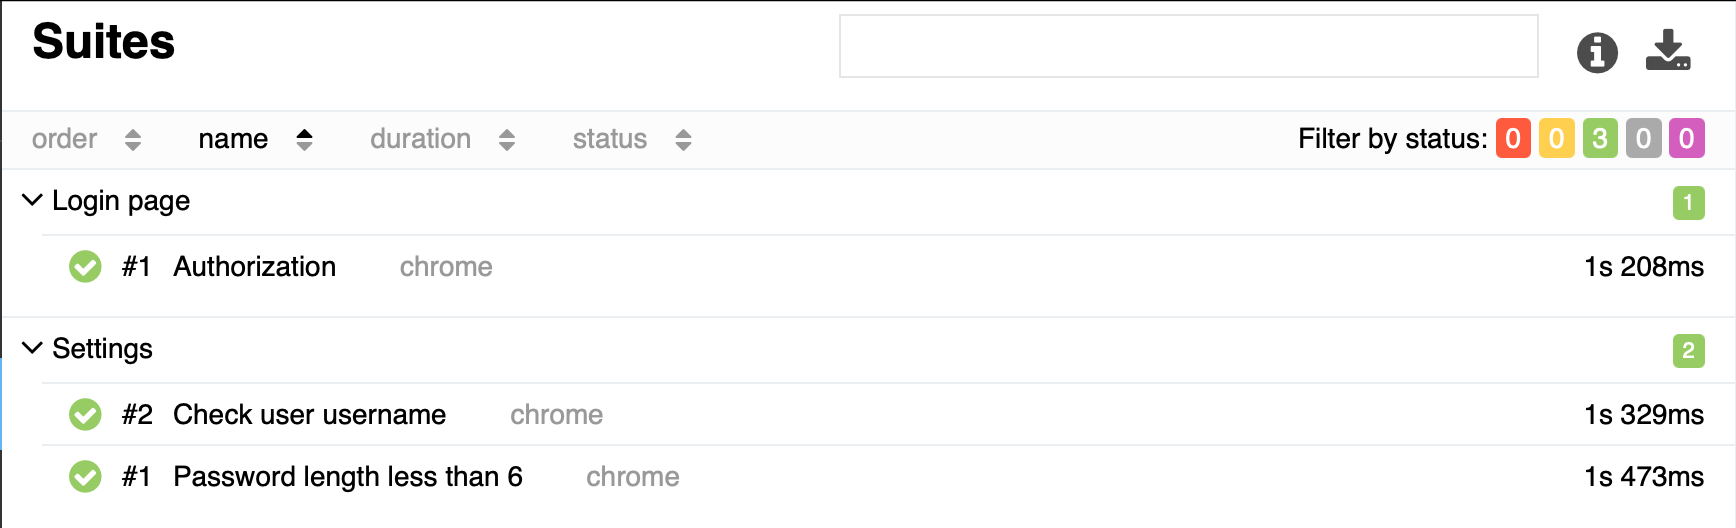 Suites
order name duration status Filter by status: 0 0 3 0 0
Login page 1
#1 Authorization chrome 1s 208ms
Settings 2
#2 Check user username chrome 1s 329ms
#1 Password length less than 6 chrome 1s 473ms